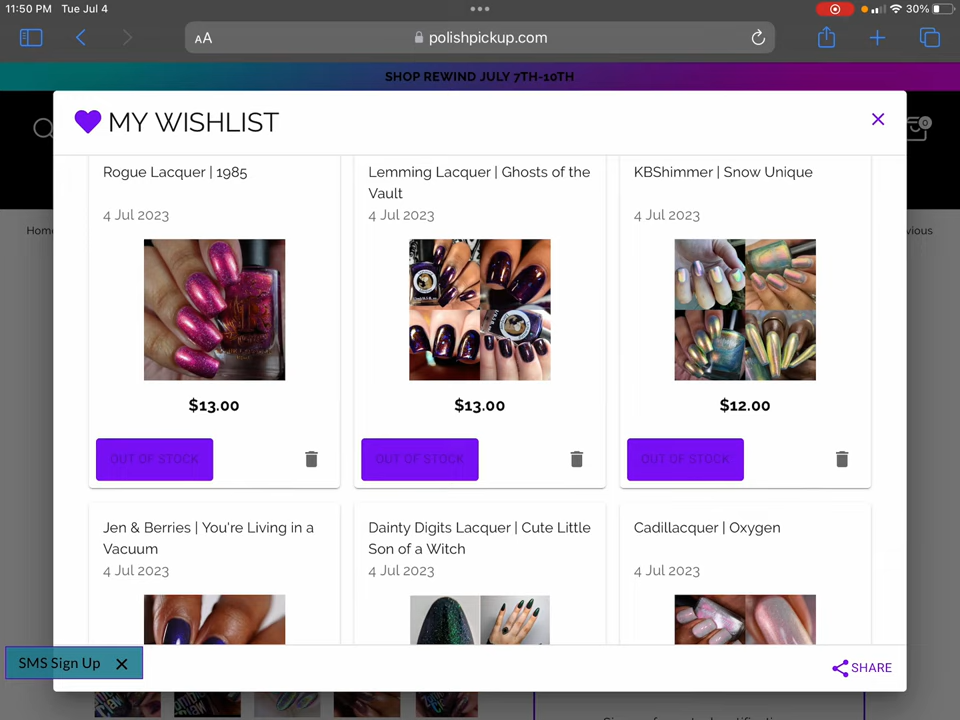 11:50 PM Tue Jul 4
30%
AA
polishpickup.com
SHOP REWIND JULY 7TH-10TH
MY WISHLIST
0
Home
vious
Rogue Lacquer | 1985
4 Jul 2023
$13.00
OUT OF STOCK
Lemming Lacquer | Ghosts of the
Vault
4 Jul 2023
$13.00
OUT OF STOCK
KBShimmer | Snow Unique
4 Jul 2023
$12.00
OUT OF STOCK
Jen & Berries | You're Living in a
Vacuum
4 Jul 2023
Dainty Digits Lacquer | Cute Little
Son of a Witch
4 Jul 2023
Cadillacquer | Oxygen
4 Jul 2023
SMS Sign Up
SHARE